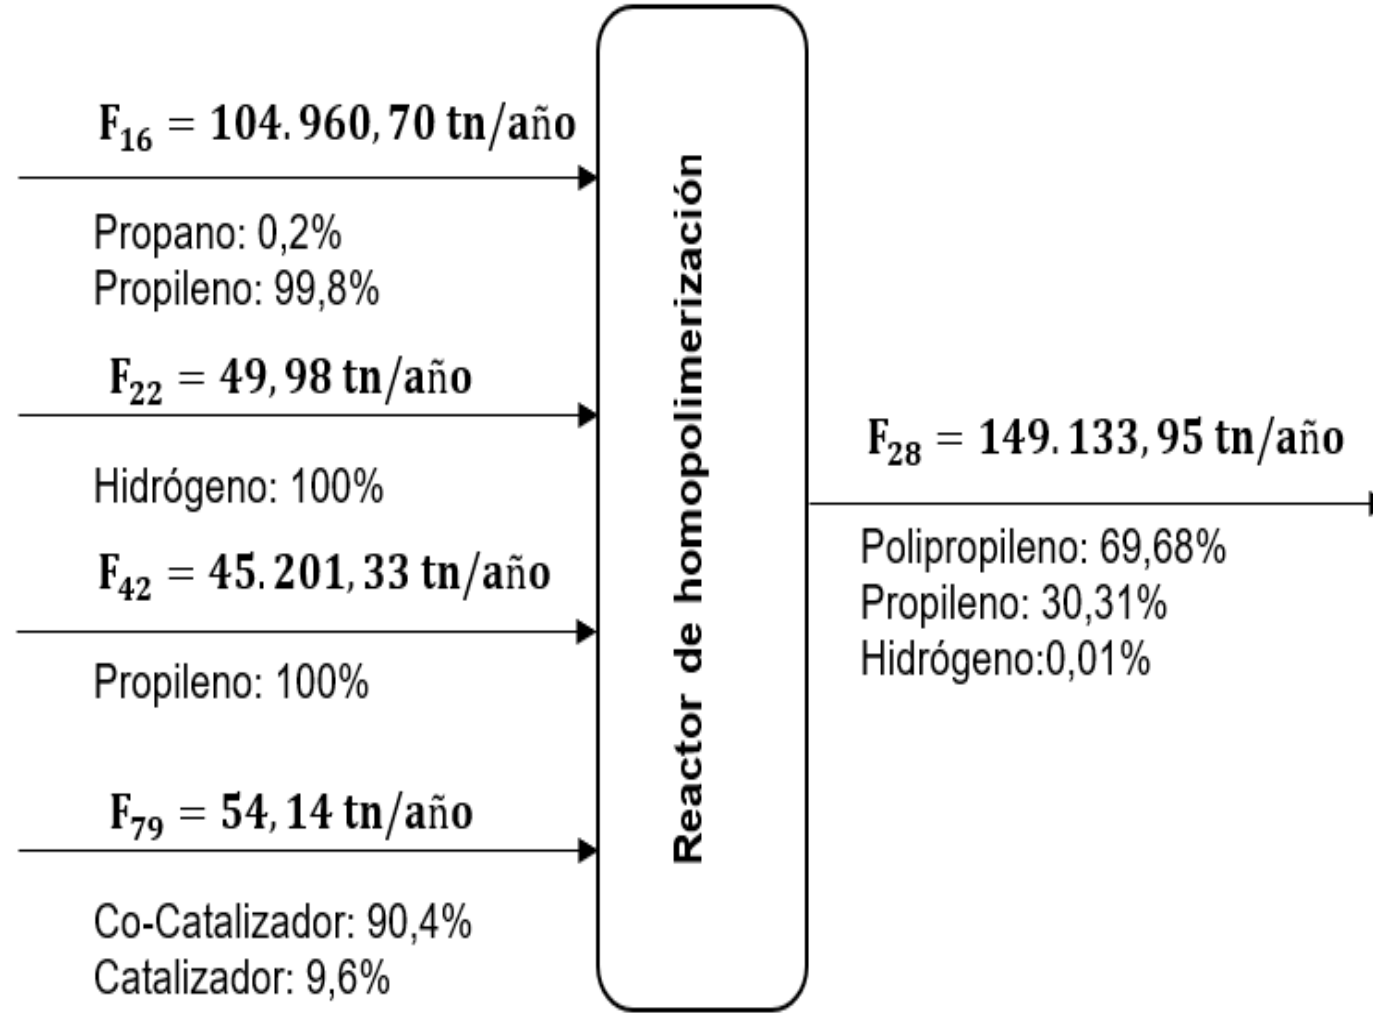 F₁₆ = 104.960,70 tn/año
Propano: 0,2%
Propileno: 99,8%
F₂₂ = 49,98 tn/año
Hidrógeno: 100%
F₄₂ = 45.201,33 tn/año
Propileno: 100%
F₇₉ = 54,14 tn/año
Co-Catalizador: 90,4%
Catalizador: 9,6%
Reactor de homopolimerización
F₂₈ = 149.133,95 tn/año
Polipropileno: 69,68%
Propileno: 30,31%
Hidrógeno:0,01%